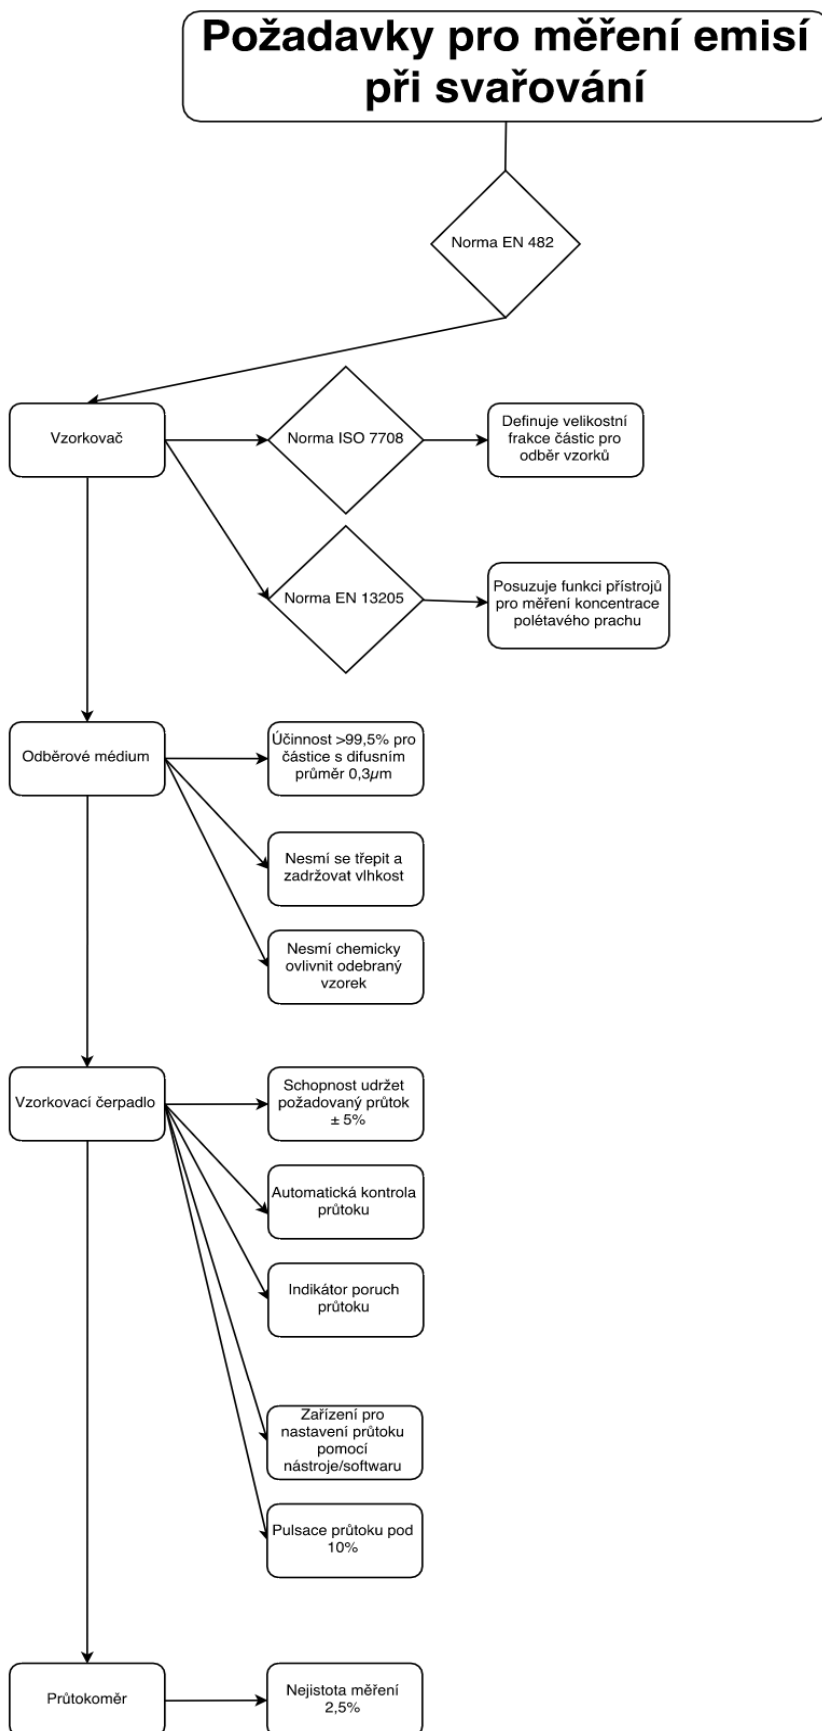 Požadavky pro měření emisí
při svařování
Norma EN 482
Vzorkovač
Norma ISO 7708
Definuje velikostní
frakce částic pro
odběr vzorků
Norma EN 13205
Posuzuje funkci přístrojů
pro měření koncentrace
polétavého prachu
Odběrové médium
Účinnost >99,5% pro
částice s difusním
průměr 0,3µm
Nesmí se třepit a
zadržovat vlhkost
Nesmí chemicky
ovlivnit odebraný
vzorek
Vzorkovací čerpadlo
Schopnost udržet
požadovaný průtok
± 5%
Automatická kontrola
průtoku
Indikátor poruch
průtoku
Zařízení pro
nastavení průtoku
pomocí
nástroje/softwaru
Pulsace průtoku pod
10%
Průtokoměr
Nejistota měření
2,5%